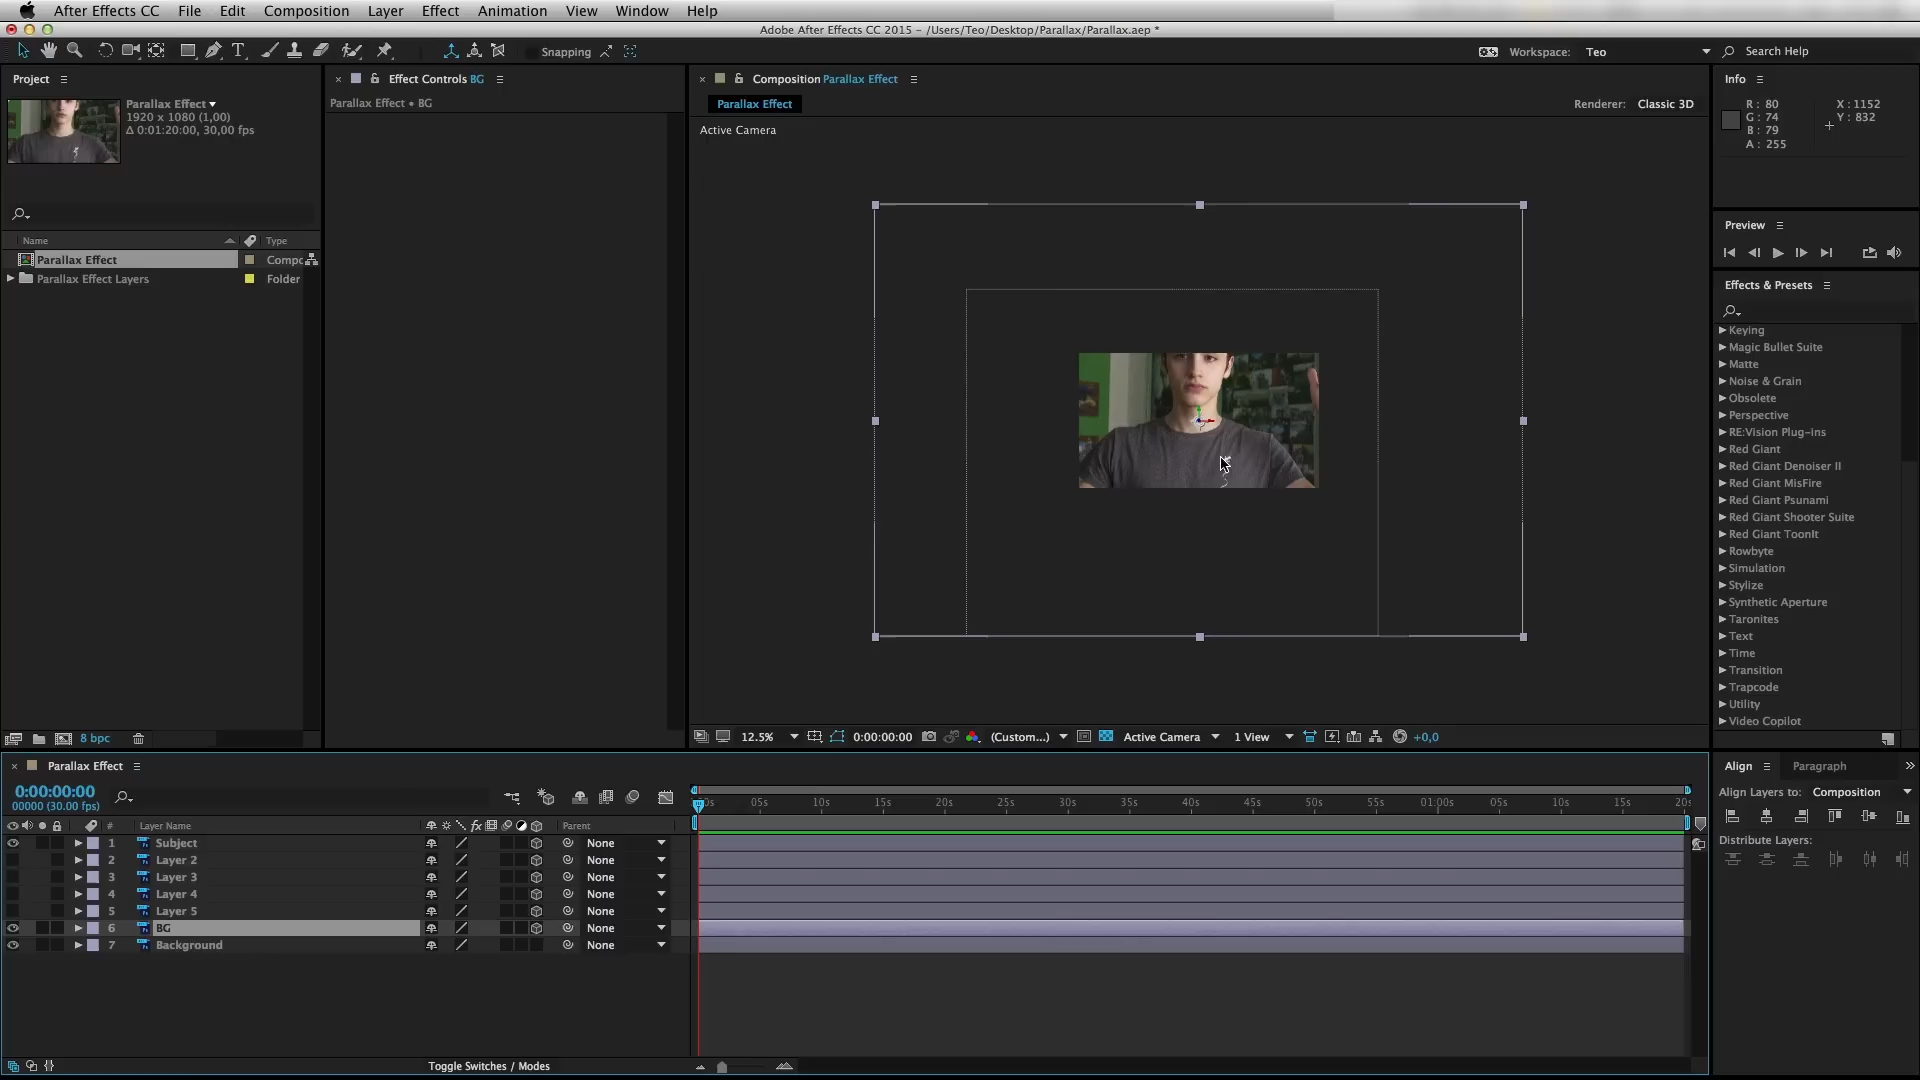 After Effects CC File Edit Composition Layer Effect Animation View Window Help
Adobe After Effects CC 2015 – /Users/Teo/Desktop/Parallax/Parallax.aep *
Snapping
Workspace: Teo
Search Help
Project
Parallax Effect
1920 x 1080 (1,00)
Δ 0:01:20:00, 30,00 fps
Name Type
Parallax Effect Compc
Parallax Effect Layers Folder
8 bpc
Effect Controls BG
Parallax Effect • BG
Composition Parallax Effect
Parallax Effect
Renderer: Classic 3D
Active Camera
12.5% 0:00:00:00 (Custom...) Active Camera 1 View +0,0
Info
R : 80 X : 1152
G : 74 Y : 832
B : 79
A : 255
Preview
Effects & Presets
Keying
Magic Bullet Suite
Matte
Noise & Grain
Obsolete
Perspective
RE:Vision Plug-ins
Red Giant
Red Giant Denoiser II
Red Giant MisFire
Red Giant Psunami
Red Giant Shooter Suite
Red Giant ToonIt
Rowbyte
Simulation
Stylize
Synthetic Aperture
Taronites
Text
Time
Transition
Trapcode
Utility
Video Copilot
Parallax Effect
0:00:00:00
00000 (30.00 fps)
0s 05s 10s 15s 20s 25s 30s 35s 40s 45s 50s 55s 01:00s 05s 10s 15s 20s
# Layer Name fx Parent
1 Subject None
2 Layer 2 None
3 Layer 3 None
4 Layer 4 None
5 Layer 5 None
6 BG None
7 Background None
Toggle Switches / Modes
Align Paragraph
Align Layers to: Composition
Distribute Layers: